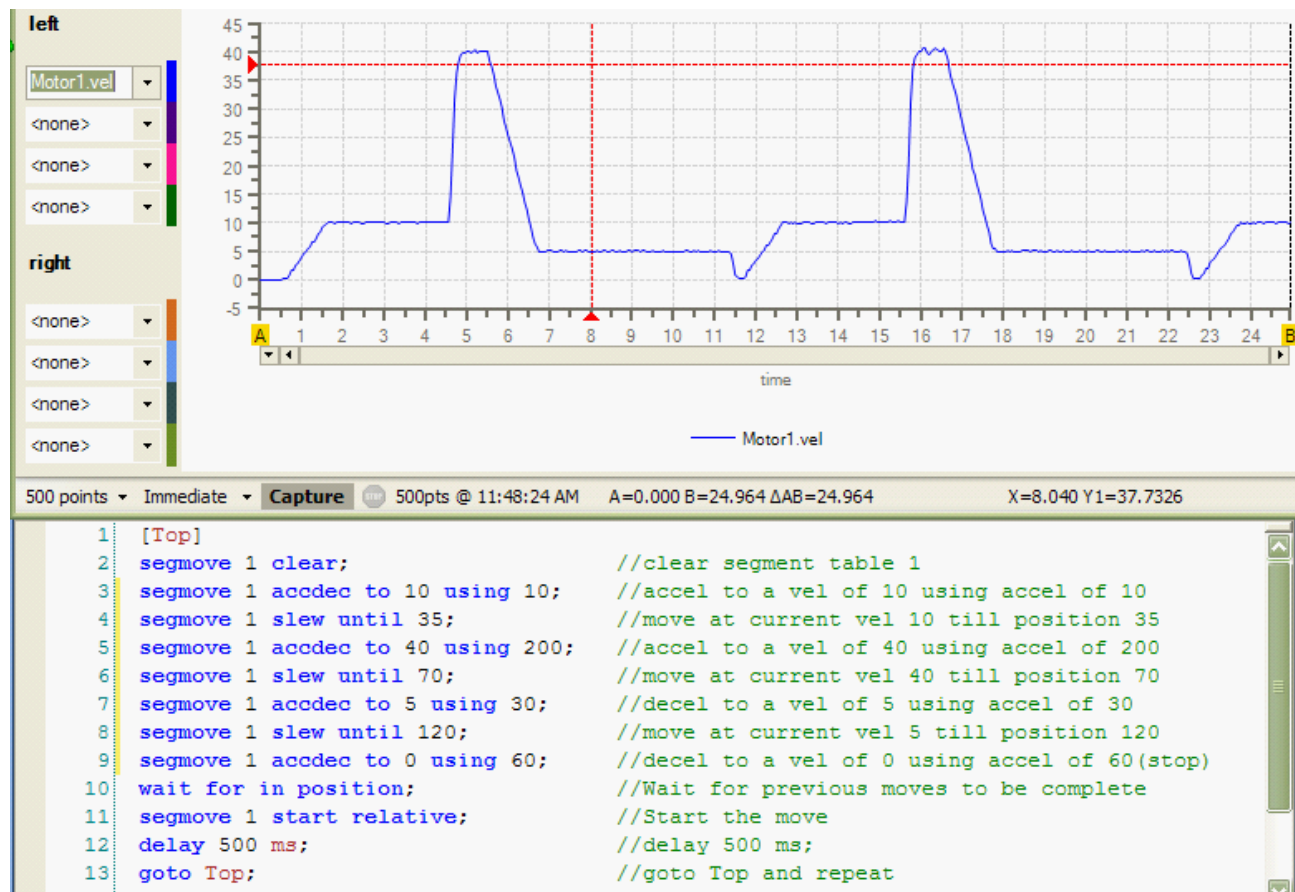 left
Motor1.vel
<none>
<none>
<none>
right
<none>
<none>
<none>
<none>
45
40
35
30
25
20
15
10
5
0
-5
A 1 2 3 4 5 6 7 8 9 10 11 12 13 14 15 16 17 18 19 20 21 22 23 24 B
time
Motor1.vel
500 points Immediate Capture STOP 500pts @ 11:48:24 AM A=0.000 B=24.964 ΔAB=24.964 X=8.040 Y1=37.7326
1 [Top]
2 segmove 1 clear; //clear segment table 1
3 segmove 1 accdec to 10 using 10; //accel to a vel of 10 using accel of 10
4 segmove 1 slew until 35; //move at current vel 10 till position 35
5 segmove 1 accdec to 40 using 200; //accel to a vel of 40 using accel of 200
6 segmove 1 slew until 70; //move at current vel 40 till position 70
7 segmove 1 accdec to 5 using 30; //decel to a vel of 5 using accel of 30
8 segmove 1 slew until 120; //move at current vel 5 till position 120
9 segmove 1 accdec to 0 using 60; //decel to a vel of 0 using accel of 60(stop)
10 wait for in position; //Wait for previous moves to be complete
11 segmove 1 start relative; //Start the move
12 delay 500 ms; //delay 500 ms;
13 goto Top; //goto Top and repeat